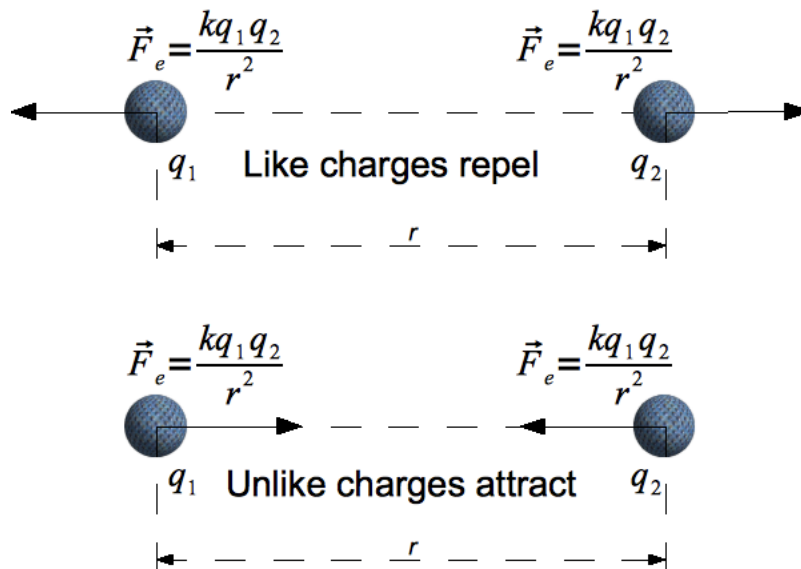 F⃗ₑ = kq₁q₂/r² F⃗ₑ = kq₁q₂/r²
q₁ Like charges repel q₂
r
F⃗ₑ = kq₁q₂/r² F⃗ₑ = kq₁q₂/r²
q₁ Unlike charges attract q₂
r